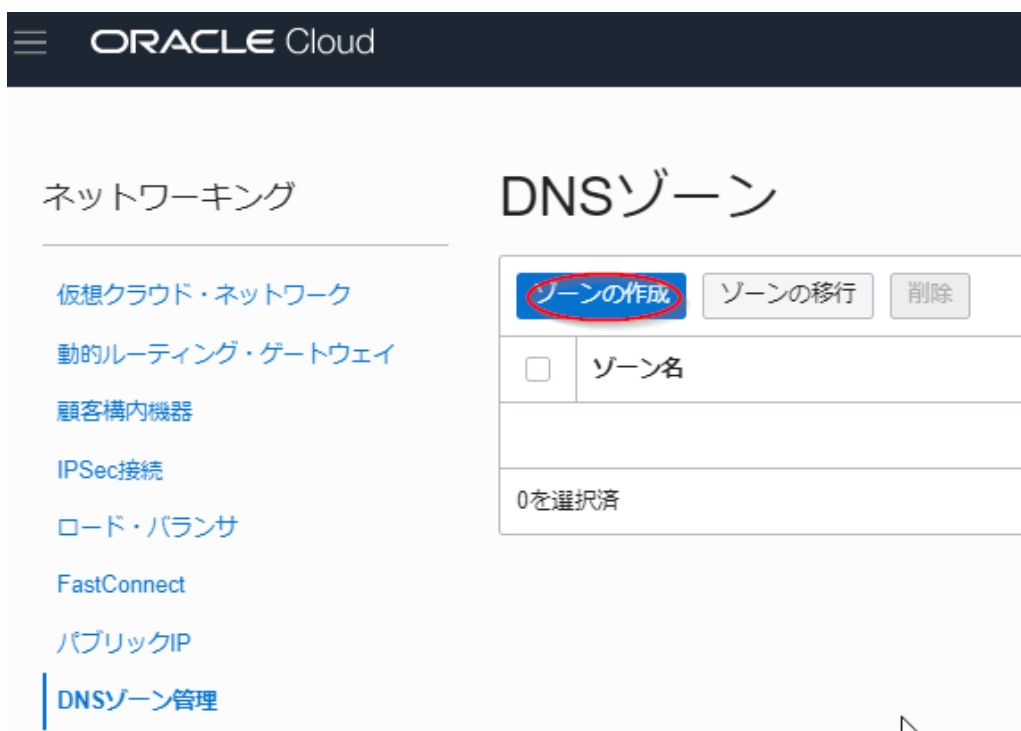 ORACLE Cloud
ネットワーキング
仮想クラウド・ネットワーク
動的ルーティング・ゲートウェイ
顧客構内機器
IPSec接続
ロード・バランサ
FastConnect
パブリックIP
DNSゾーン管理
DNSゾーン
ゾーンの作成 ゾーンの移行 削除
ゾーン名
0を選択済